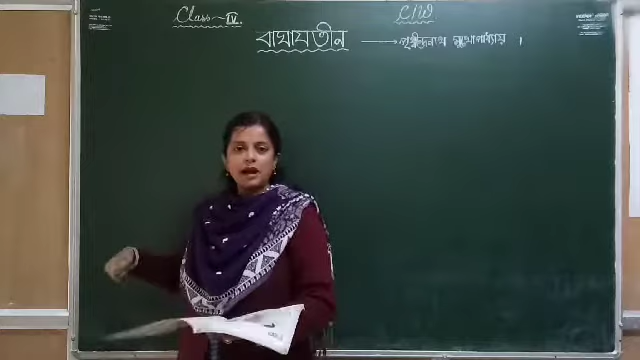 Class - IV.
C/W
বাঘাযতীন → পৃথ্বীন্দ্রনাথ মুখোপাধ্যায় ।